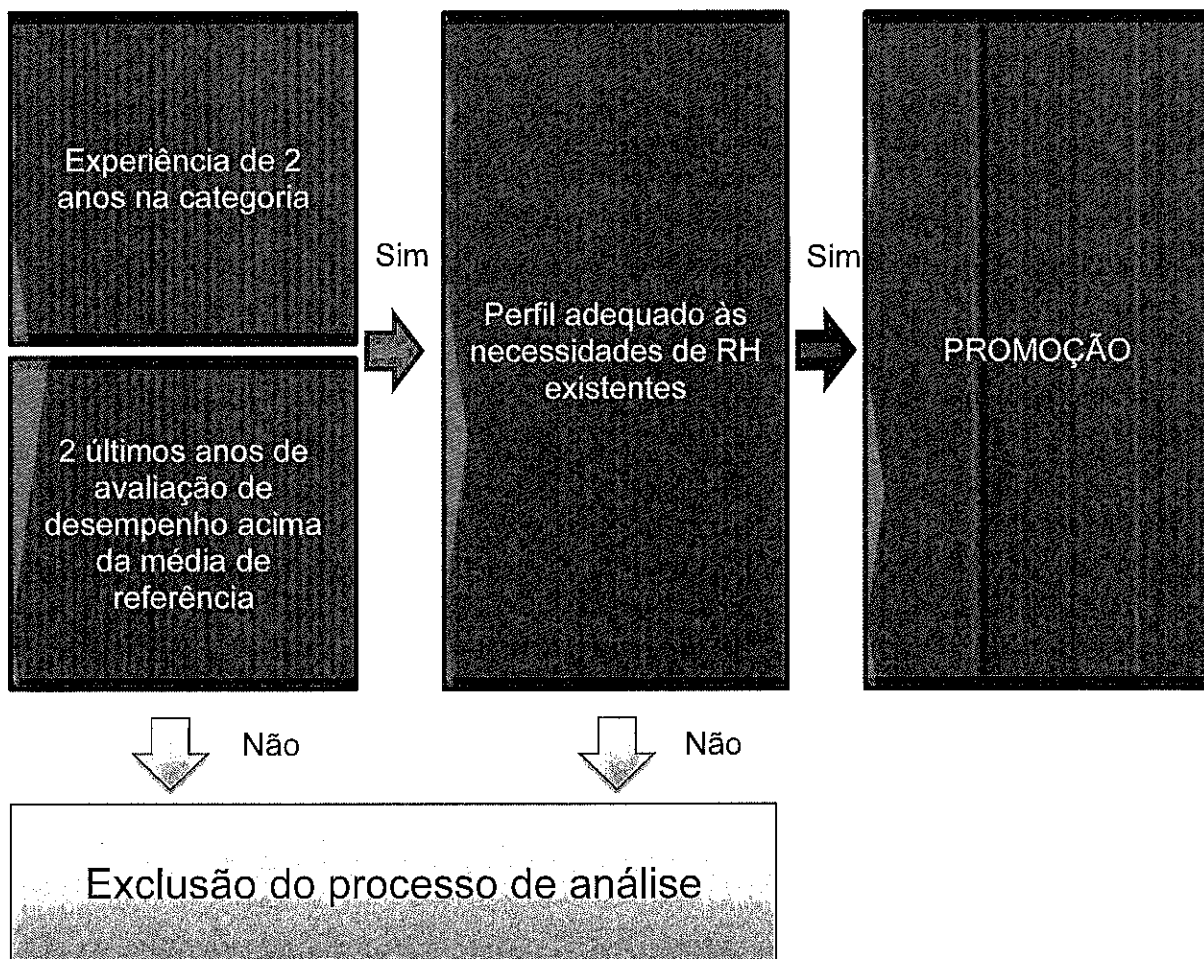 Experiência de 2
anos na categoria
Sim
Perfil adequado às
necessidades de RH
existentes
Sim
PROMOÇÃO
2 últimos anos de
avaliação de
desempenho acima
da média de
referência
Não
Não
Exclusão do processo de análise